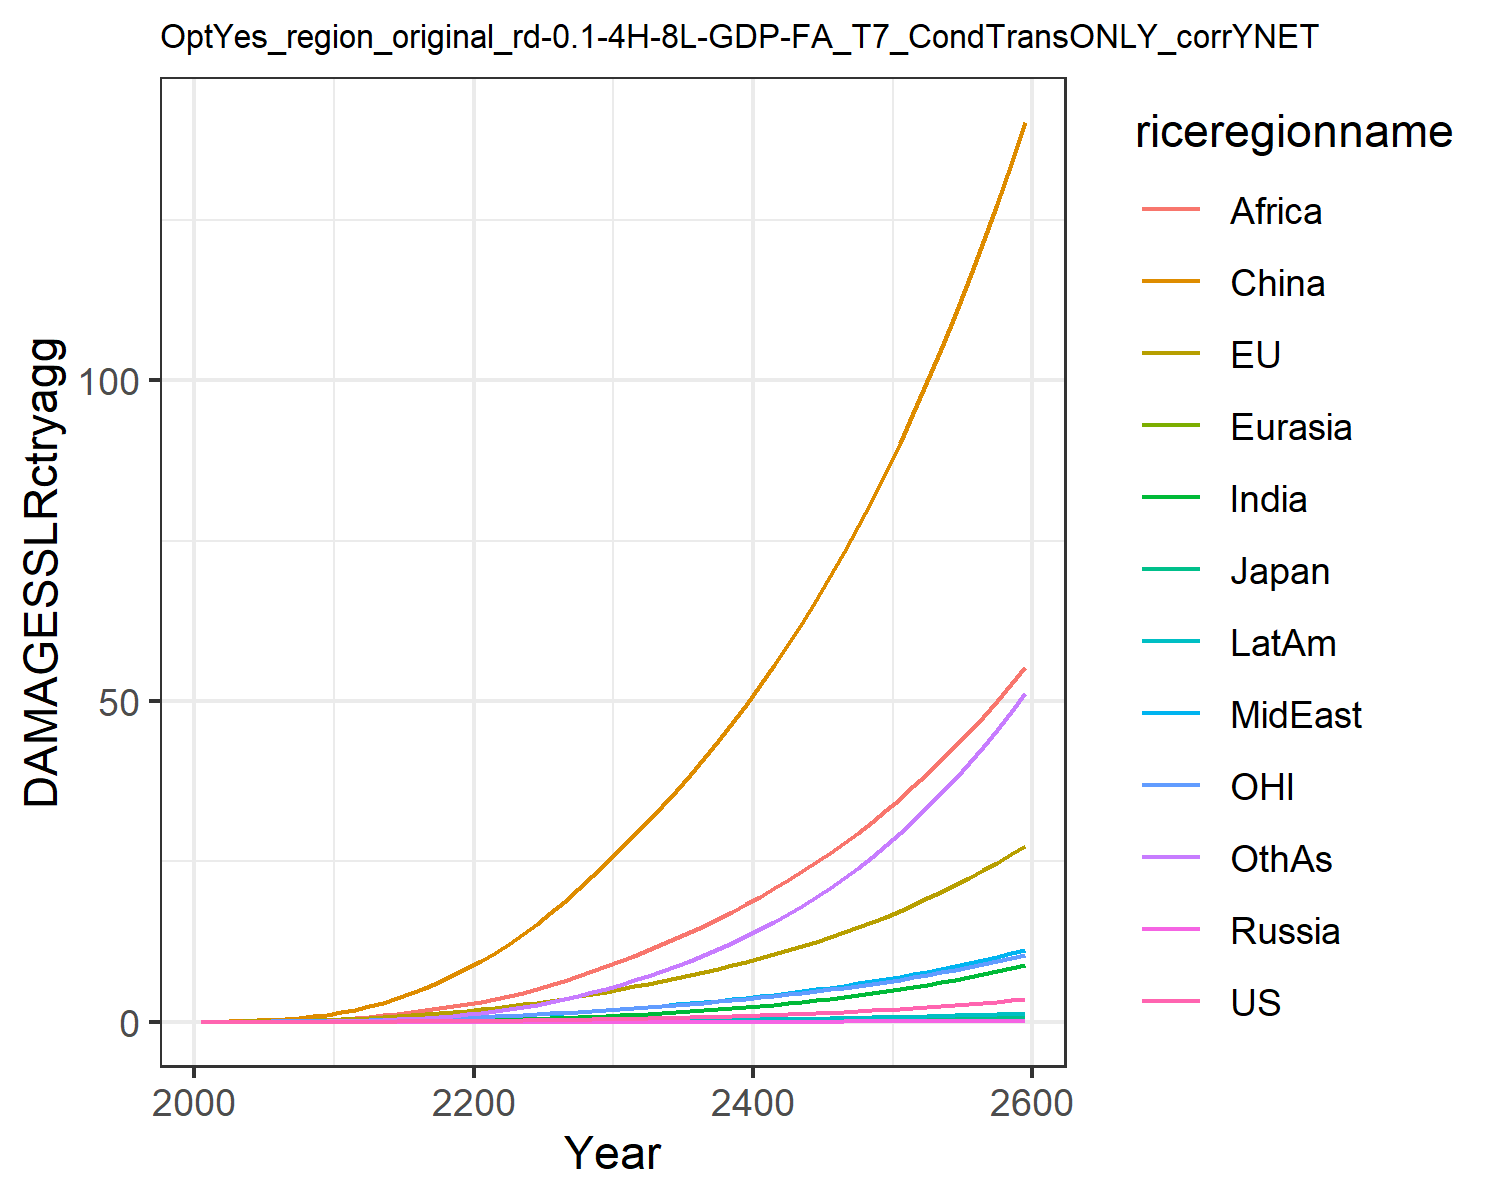 OptYes_region_original_rd-0.1-4H-8L-GDP-FA_T7_CondTransONLY_corrYNET
DAMAGESSLRctryagg
100
50
0
2000 2200 2400 2600
Year
riceregionname
Africa
China
EU
Eurasia
India
Japan
LatAm
MidEast
OHI
OthAs
Russia
US